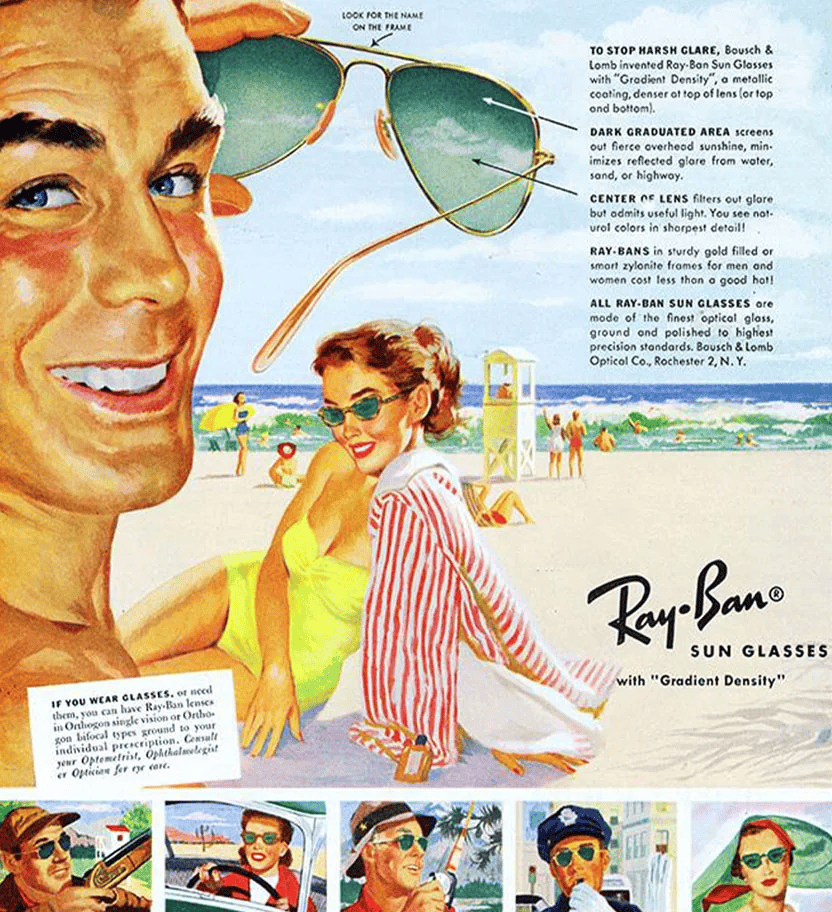 LOOK FOR THE NAME
ON THE FRAME
TO STOP HARSH GLARE, Bausch &
Lomb invented Ray-Ban Sun Glasses
with "Gradient Density", a metallic
coating, denser at top of lens (or top
and bottom).
DARK GRADUATED AREA screens
out fierce overhead sunshine, min-
imizes reflected glare from water,
sand, or highway.
CENTER OF LENS filters out glare
but admits useful light. You see nat-
ural colors in sharpest detail!
RAY-BANS in sturdy gold filled or
smart zylonite frames for men and
women cost less than a good hat!
ALL RAY-BAN SUN GLASSES are
made of the finest optical glass,
ground and polished to highest
precision standards. Bausch & Lomb
Optical Co., Rochester 2, N. Y.
Ray-Ban®
SUN GLASSES
with "Gradient Density"
IF YOU WEAR GLASSES, or need
them, you can have Ray-Ban lenses
in Orthogon single vision or Ortho-
gon bifocal types ground to your
individual prescription. Consult
your Optometrist, Ophthalmologist
or Optician for eye care.